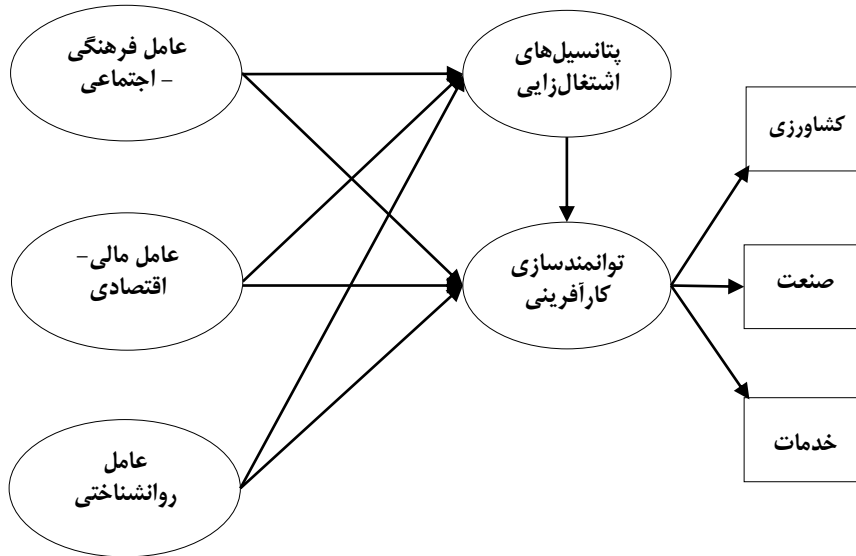 عامل فرهنگی
– اجتماعی
پتانسیل‌های
اشتغال‌زایی
کشاورزی
عامل مالی–
اقتصادی
توانمندسازی
کارآفرینی
صنعت
عامل
روانشناختی
خدمات